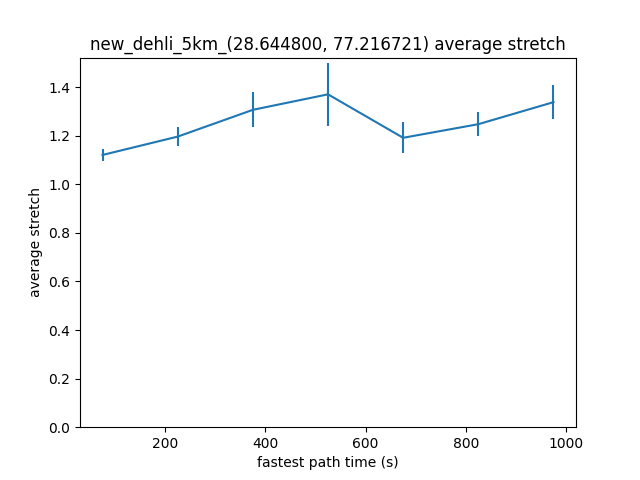 new_dehli_5km_(28.644800, 77.216721) average stretch
1.4
1.2
1.0
0.8
0.6
0.4
0.2
0.0
average stretch
200 400 600 800 1000
fastest path time (s)